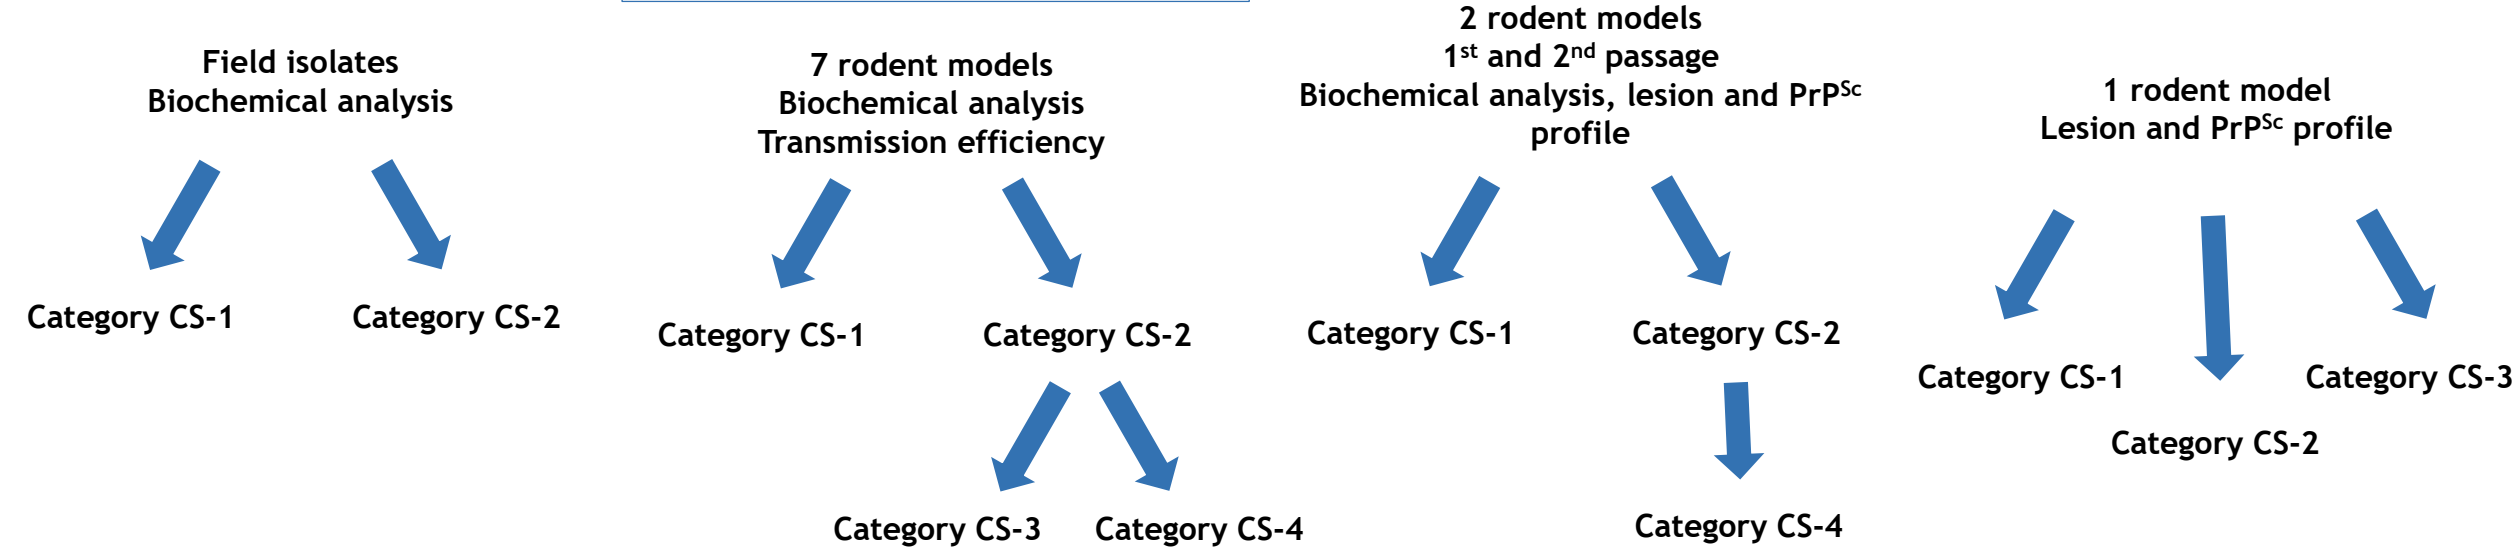 Field isolates
Biochemical analysis
Category CS-1
Category CS-2
7 rodent models
Biochemical analysis
Transmission efficiency
Category CS-1
Category CS-2
Category CS-3
Category CS-4
2 rodent models
1st and 2nd passage
Biochemical analysis, lesion and PrPSc
profile
Category CS-1
Category CS-2
Category CS-4
1 rodent model
Lesion and PrPSc profile
Category CS-1
Category CS-2
Category CS-3